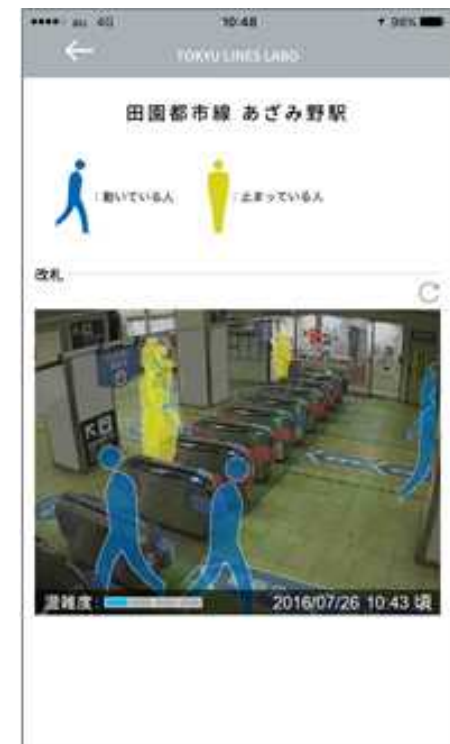 au 4G 10:48 98%
TOKYU LINES LABO
田園都市線 あざみ野駅
：動いている人 ：止まっている人
改札
混雑度 2016/07/26 10:43 頃